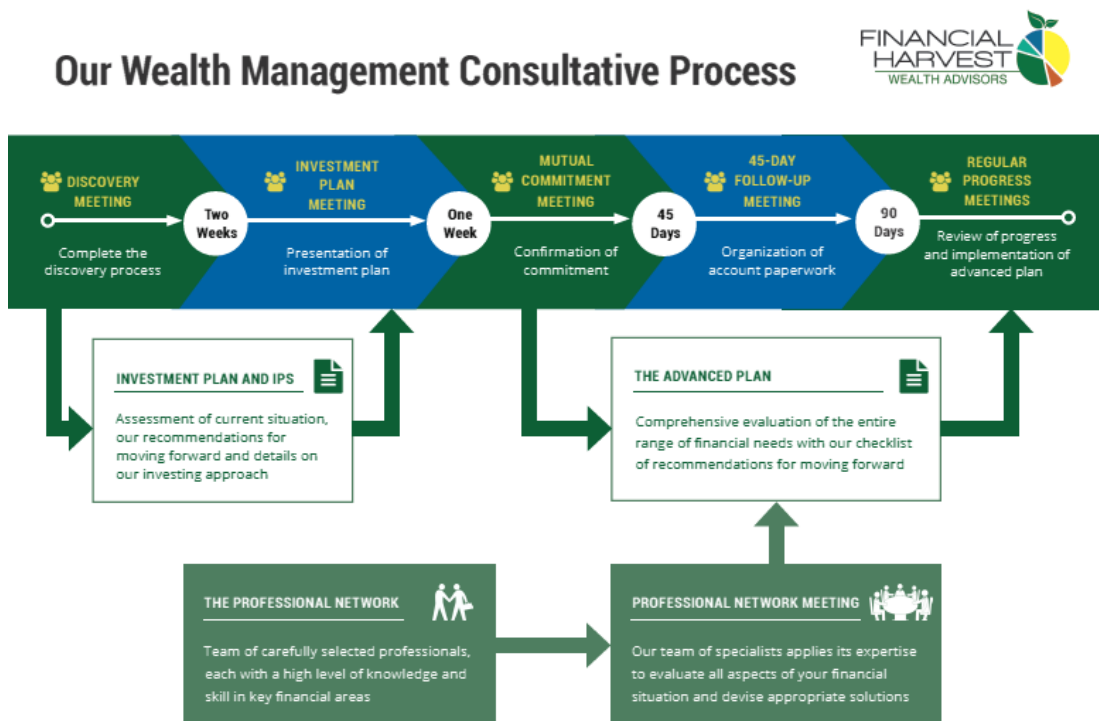 Our Wealth Management Consultative Process
FINANCIAL
HARVEST
WEALTH ADVISORS
DISCOVERY
MEETING
Complete the
discovery process
Two
Weeks
INVESTMENT
PLAN
MEETING
Presentation of
investment plan
One
Week
MUTUAL
COMMITMENT
MEETING
Confirmation of
commitment
45
Days
45-DAY
FOLLOW-UP
MEETING
Organization of
account paperwork
90
Days
REGULAR
PROGRESS
MEETINGS
Review of progress
and implementation of
advanced plan
INVESTMENT PLAN AND IPS
Assessment of current situation,
our recommendations for
moving forward and details on
our investing approach
THE ADVANCED PLAN
Comprehensive evaluation of the entire
range of financial needs with our checklist
of recommendations for moving forward
THE PROFESSIONAL NETWORK
Team of carefully selected professionals,
each with a high level of knowledge and
skill in key financial areas
PROFESSIONAL NETWORK MEETING
Our team of specialists applies its expertise
to evaluate all aspects of your financial
situation and devise appropriate solutions